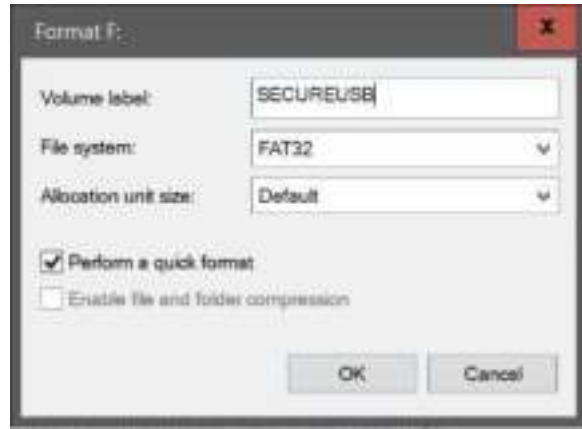 Format F:
x
Volume label: SECUREUSB
File system: FAT32
Allocation unit size: Default
Perform a quick format
Enable file and folder compression
OK Cancel